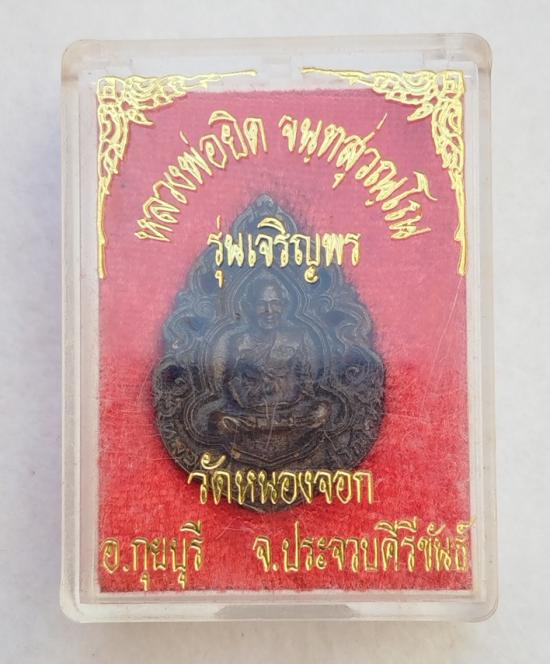 หลวงพ่อยิด จนฺทสุวณฺโณ
รุ่นเจริญพร
วัดหนองจอก
อ.กุยบุรี จ.ประจวบคีรีขันธ์